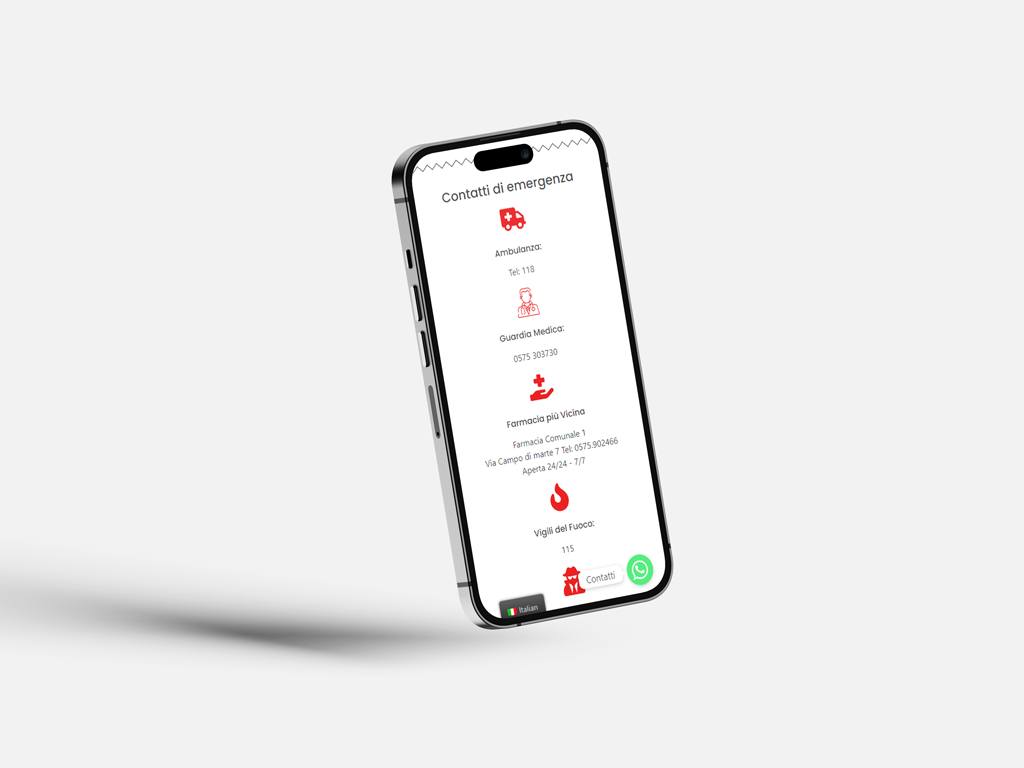 Contatti di emergenza
Ambulanza:
Tel: 118
Guardia Medica:
0575 303730
Farmacia più Vicina
Farmacia Comunale 1
Via Campo di marte 7 Tel: 0575.902466
Aperta 24/24 - 7/7
Vigili del Fuoco:
115
Contatti
Italian